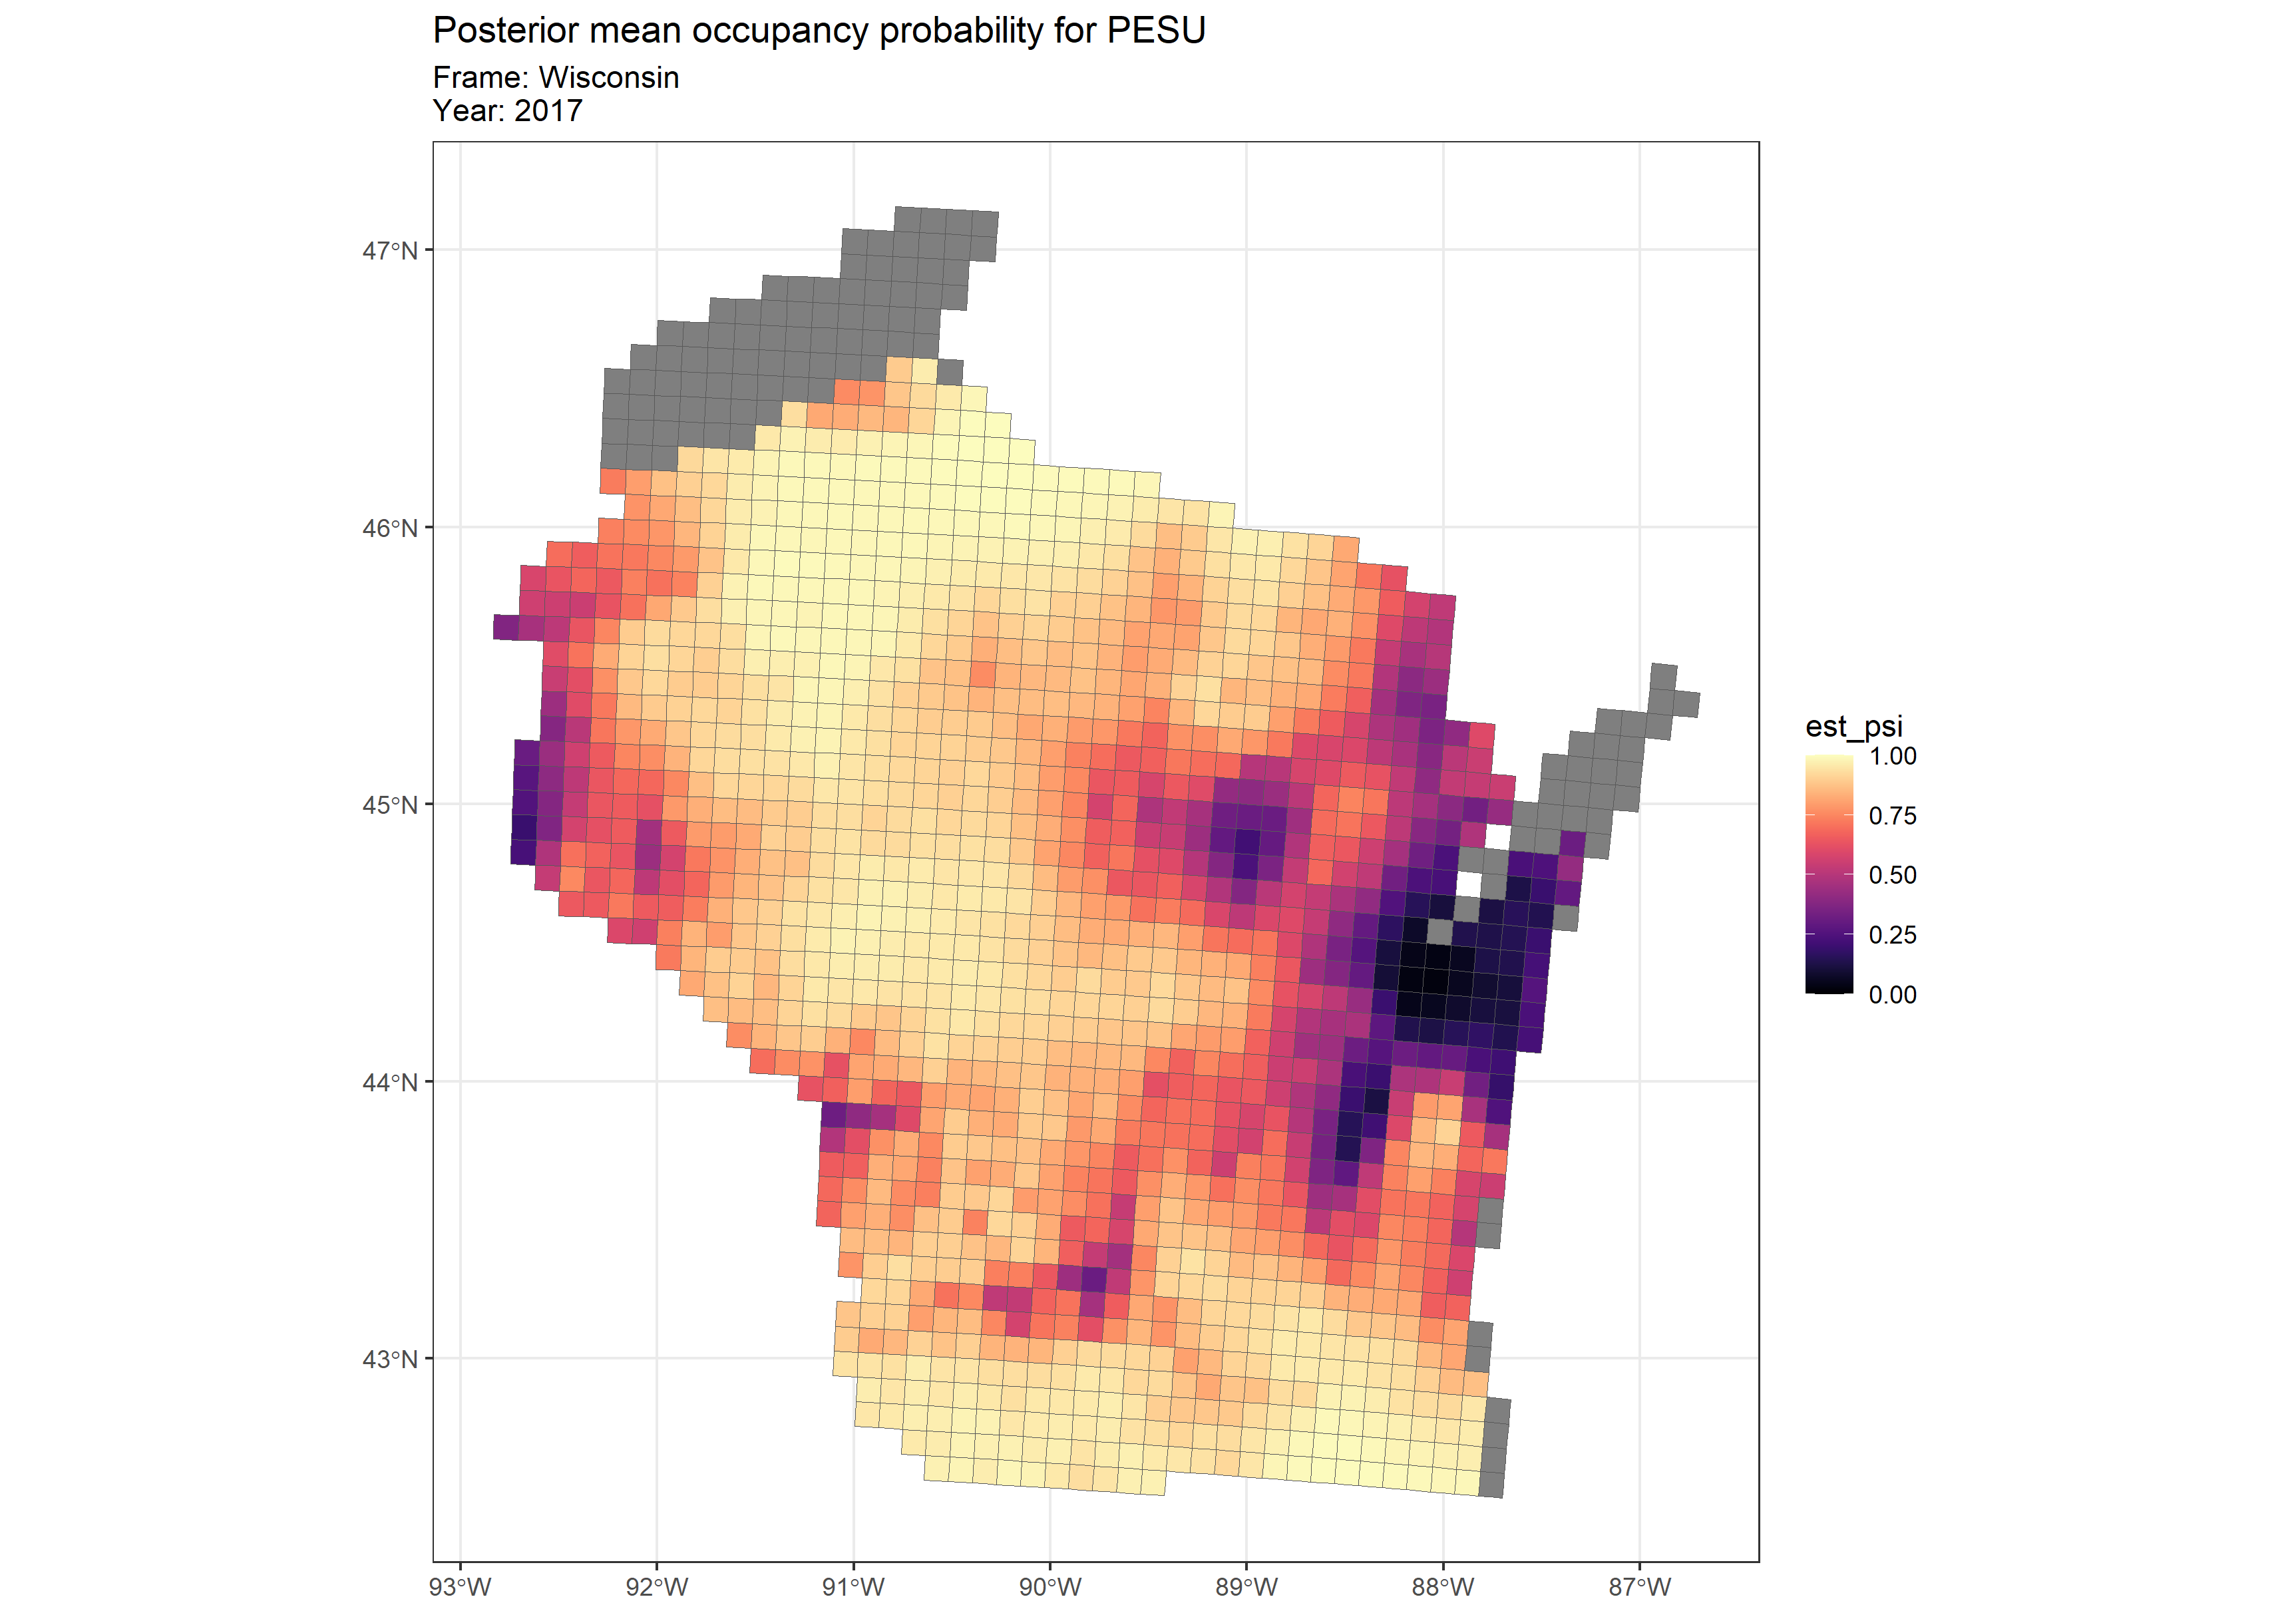 Posterior mean occupancy probability for PESU
Frame: Wisconsin
Year: 2017
47°N
46°N
45°N
44°N
43°N
93°W 92°W 91°W 90°W 89°W 88°W 87°W
est_psi
1.00
0.75
0.50
0.25
0.00